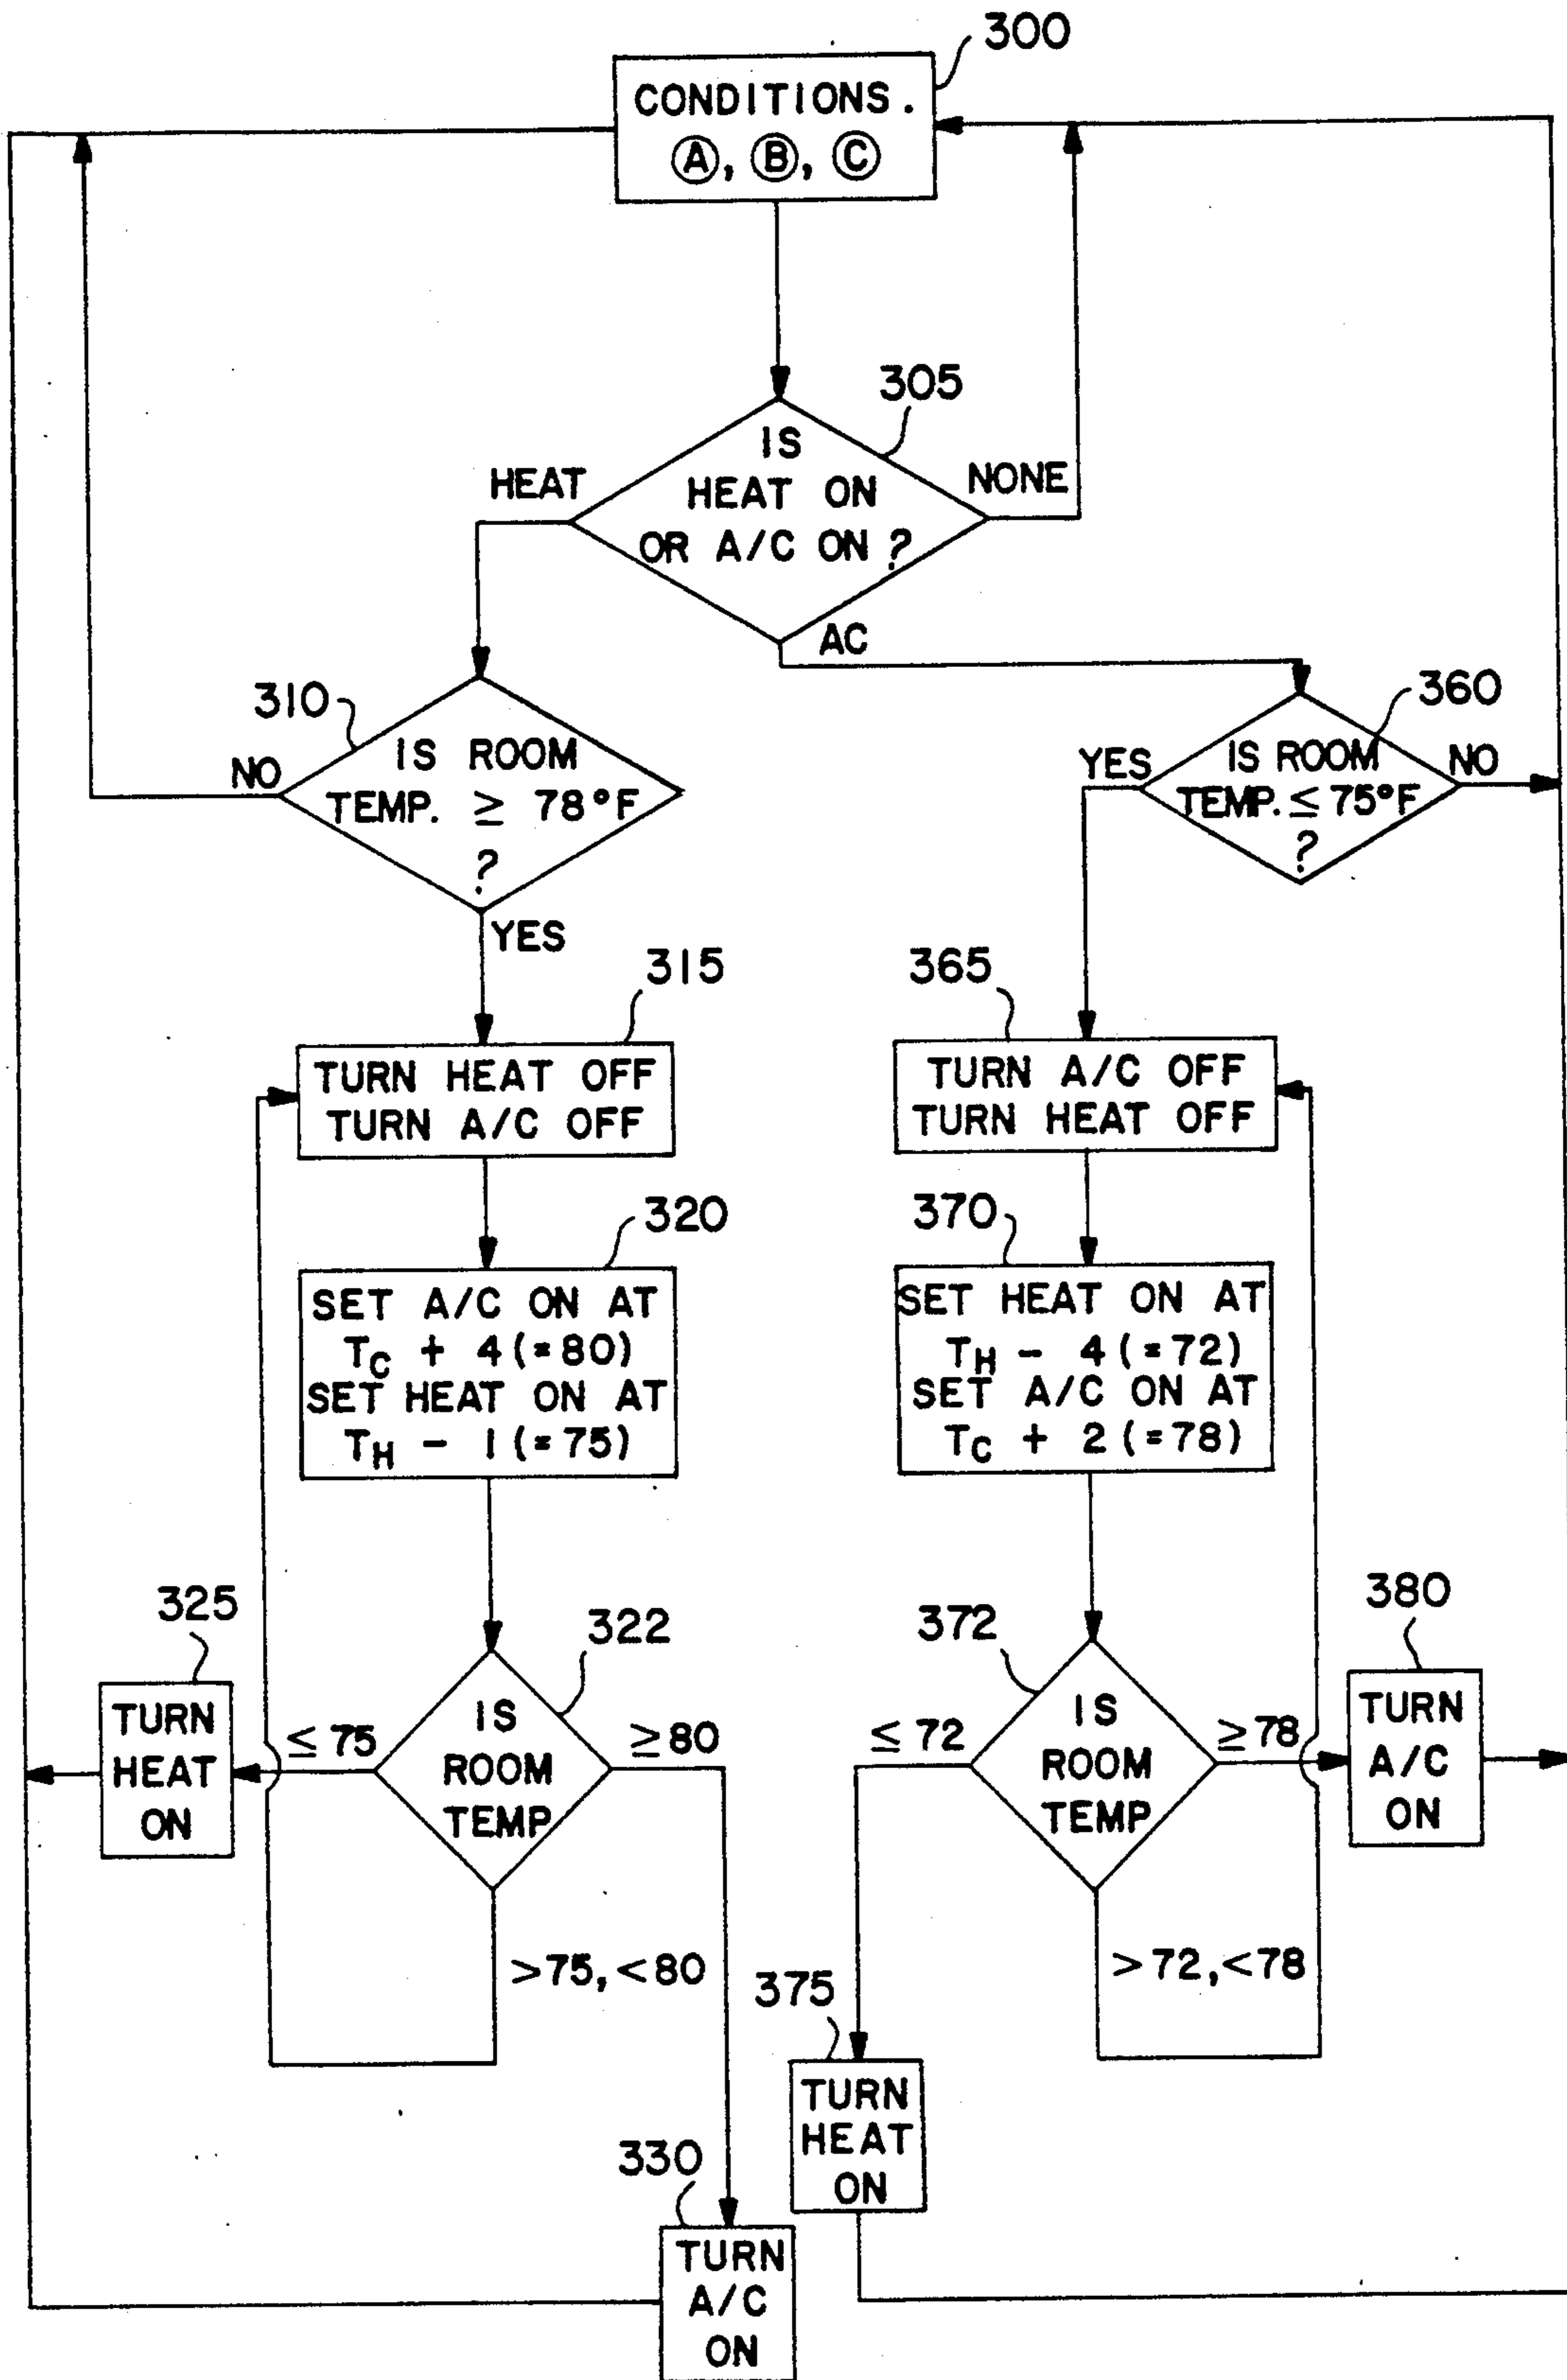 300
CONDITIONS.
Ⓐ, Ⓑ, Ⓒ
305
IS
HEAT ON
OR A/C ON ?
HEAT
NONE
AC
310
IS ROOM
TEMP. ≥ 78°F
?
NO
YES
360
IS ROOM
TEMP. ≤ 75°F
?
YES
NO
315
TURN HEAT OFF
TURN A/C OFF
365
TURN A/C OFF
TURN HEAT OFF
320
SET A/C ON AT
TC + 4 (=80)
SET HEAT ON AT
TH - 1 (=75)
370
SET HEAT ON AT
TH - 4 (=72)
SET A/C ON AT
TC + 2 (=78)
325
TURN
HEAT
ON
322
IS
ROOM
TEMP
≤ 75
≥80
>75,<80
372
IS
ROOM
TEMP
≤ 72
≥78
>72,<78
380
TURN
A/C
ON
375
TURN
HEAT
ON
330
TURN
A/C
ON